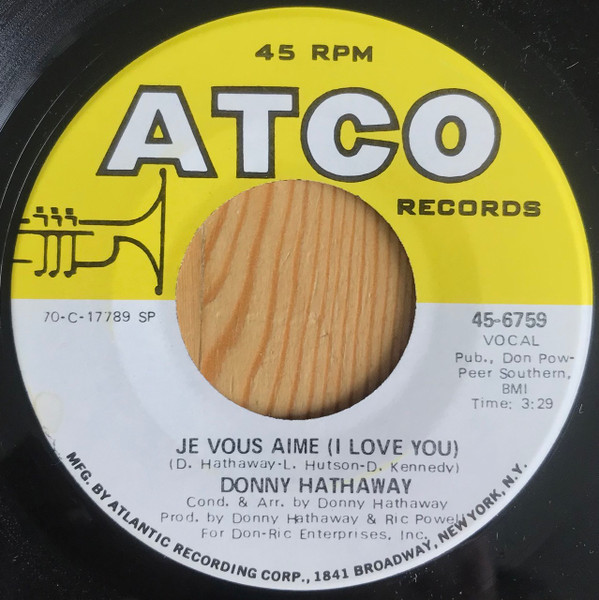 45 RPM
ATCO
RECORDS
70-C-17789 SP
45-6759
VOCAL
Pub., Don Pow-
Peer Southern,
BMI
Time: 3:29
JE VOUS AIME (I LOVE YOU)
(D. Hathaway-L. Hutson-D. Kennedy)
DONNY HATHAWAY
Cond. & Arr. by Donny Hathaway
Prod. by Donny Hathaway & Ric Powell
For Don-Ric Enterprises, Inc.
MFG. BY ATLANTIC RECORDING CORP., 1841 BROADWAY, NEW YORK, N.Y.